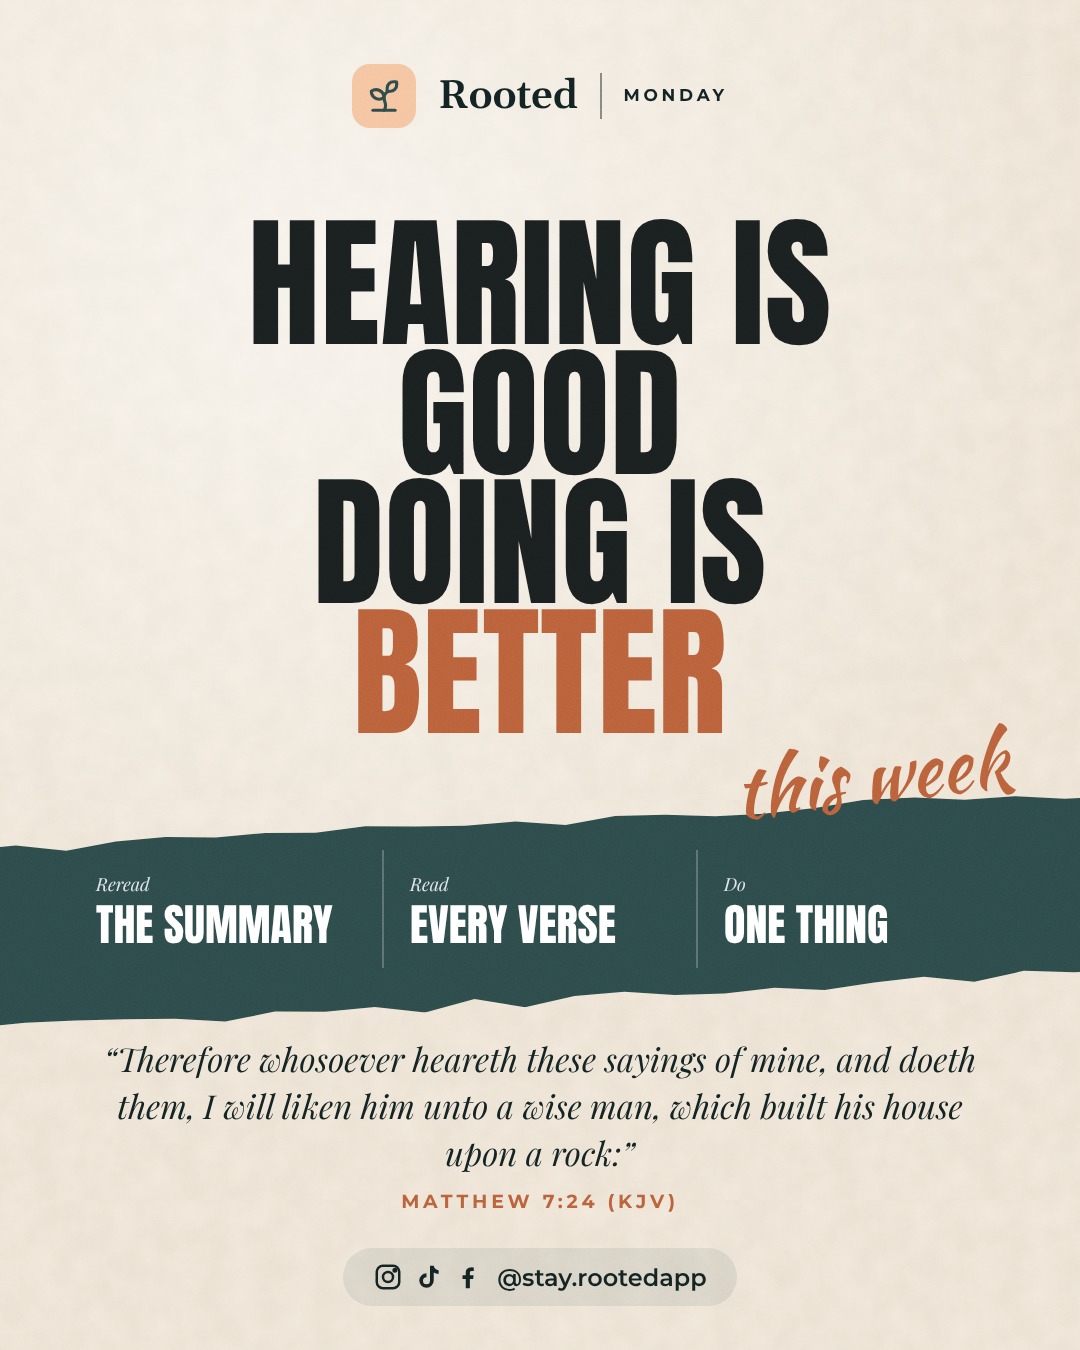 Rooted MONDAY
HEARING IS
GOOD
DOING IS
BETTER
this week
Reread
THE SUMMARY
Read
EVERY VERSE
Do
ONE THING
“Therefore whosoever heareth these sayings of mine, and doeth
them, I will liken him unto a wise man, which built his house
upon a rock:”
MATTHEW 7:24 (KJV)
@stay.rootedapp